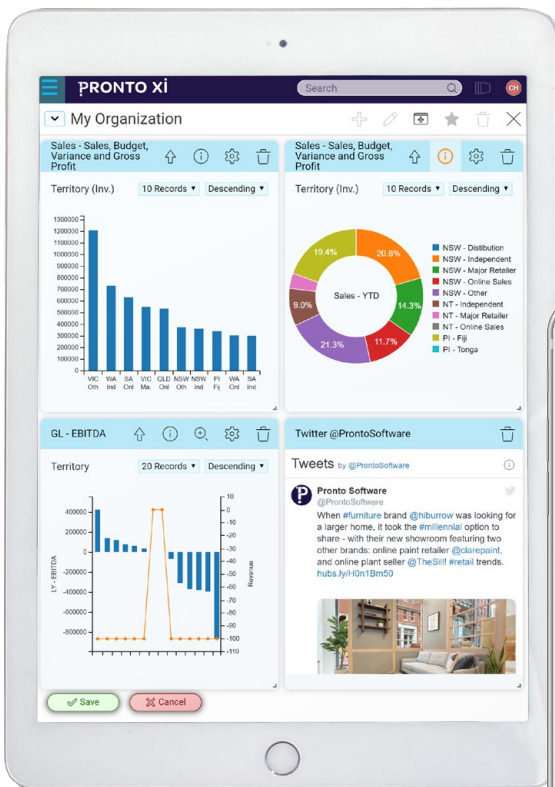 PRONTO Xi
Search
CH
My Organization
Sales - Sales, Budget,
Variance and Gross
Profit
Territory (Inv.)
10 Records
Descending
1300000
1200000
1100000
1000000
900000
800000
700000
600000
500000
400000
300000
200000
100000
0
VIC WA SA VIC QLD NSW NSW PI WA SA
Oth Ind Onl Ma. Onl Oth Ind Fij Onl Ind
Sales - Sales, Budget,
Variance and Gross
Profit
Territory (Inv.)
10 Records
Descending
19.4%
20.6%
9.0%
Sales - YTD
14.3%
21.3%
11.7%
NSW - Distibution
NSW - Independent
NSW - Major Retailer
NSW - Online Sales
NSW - Other
NT - Independent
NT - Major Retailer
NT - Online Sales
PI - Fiji
PI - Tonga
GL - EBITDA
Territory
20 Records
Descending
LY - EBITDA
400000
200000
0
-200000
-400000
-600000
-800000
10
0
-10
-20
-30
-40
-50
-60
-70
-80
-90
-100
-110
Twitter @ProntoSoftware
Tweets by @ProntoSoftware
Pronto Software
@ProntoSoftware
When #furniture brand @hiburrow was looking for
a larger home, it took the #millennial option to
share - with their new showroom featuring two
other brands: online paint retailer @clarepaint,
and online plant seller @TheSill! #retail trends.
hubs.ly/H0n1Bm50
Save
Cancel